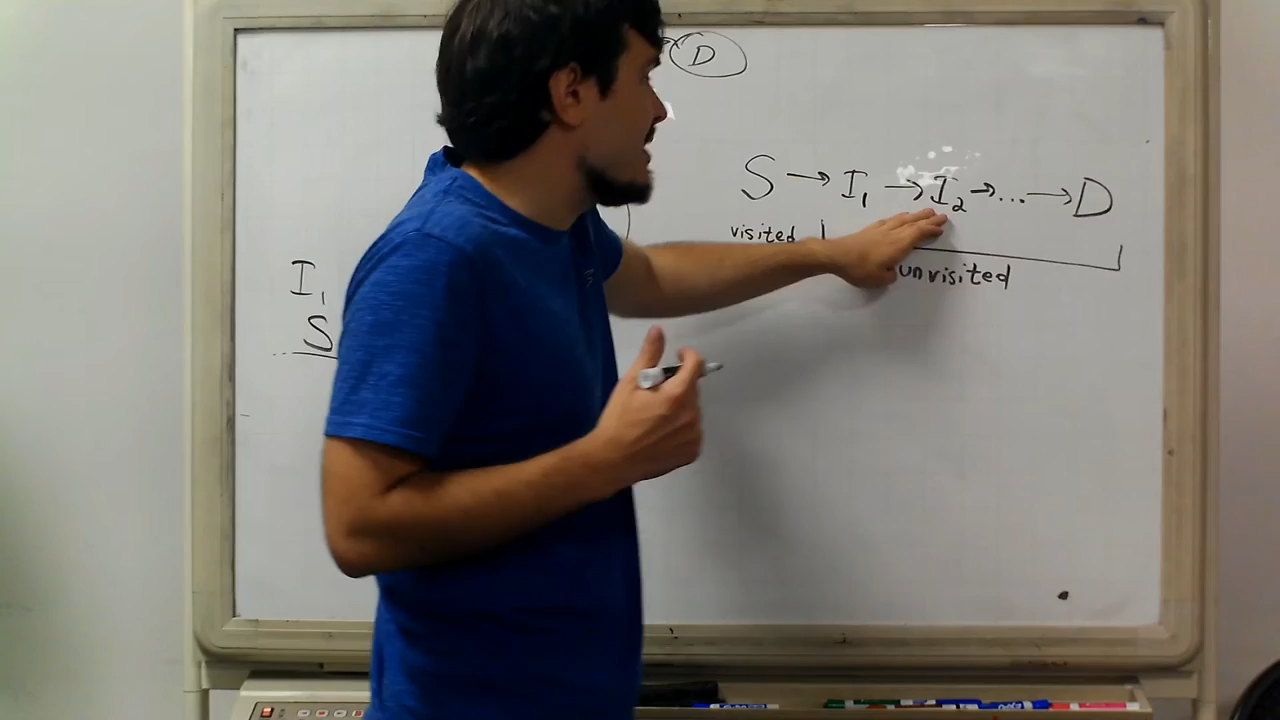 D
S → I₁ → I₂ → ... → D
visited
unvisited
I₁
S